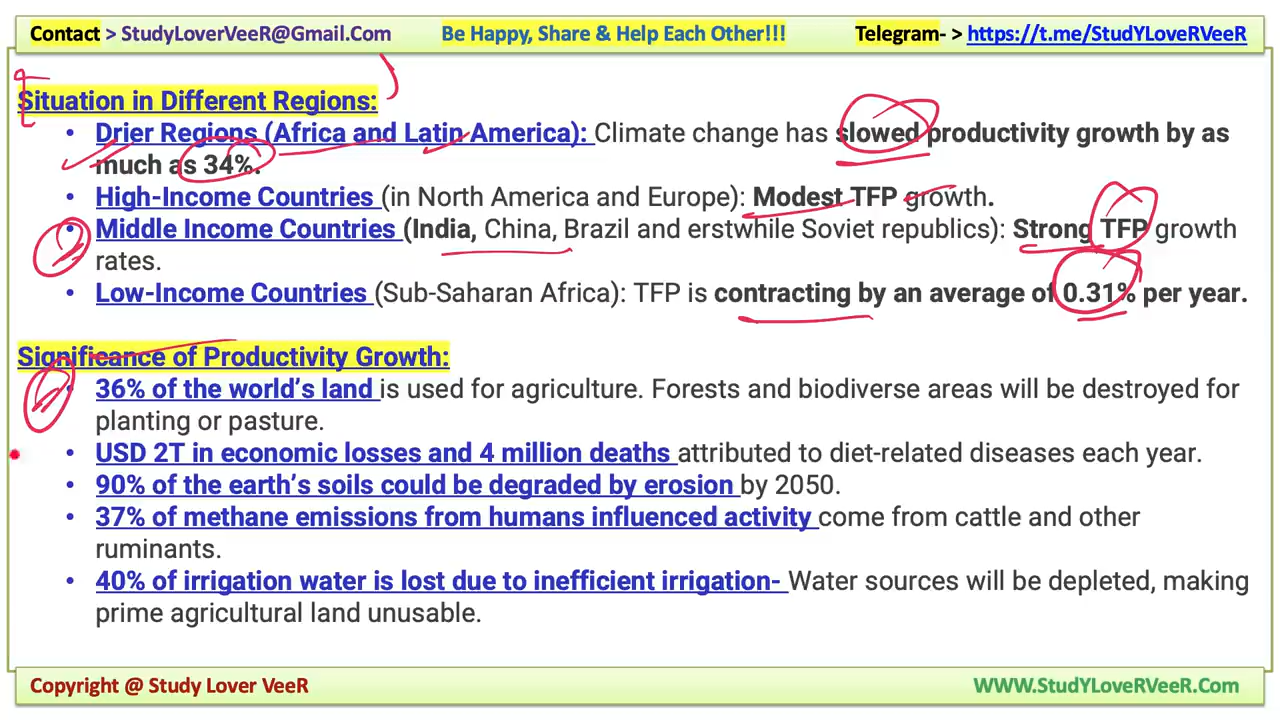 Contact > StudyLoverVeeR@Gmail.Com Be Happy, Share & Help Each Other!!! Telegram- > https://t.me/StudYLoveRVeeR
Situation in Different Regions:
• Drier Regions (Africa and Latin America): Climate change has slowed productivity growth by as
much as 34%.
• High-Income Countries (in North America and Europe): Modest TFP growth.
• Middle Income Countries (India, China, Brazil and erstwhile Soviet republics): Strong TFP growth
rates.
• Low-Income Countries (Sub-Saharan Africa): TFP is contracting by an average of 0.31% per year.
Significance of Productivity Growth:
• 36% of the world's land is used for agriculture. Forests and biodiverse areas will be destroyed for
planting or pasture.
• USD 2T in economic losses and 4 million deaths attributed to diet-related diseases each year.
• 90% of the earth's soils could be degraded by erosion by 2050.
• 37% of methane emissions from humans influenced activity come from cattle and other
ruminants.
• 40% of irrigation water is lost due to inefficient irrigation- Water sources will be depleted, making
prime agricultural land unusable.
Copyright @ Study Lover VeeR WWW.StudYLoveRVeeR.Com